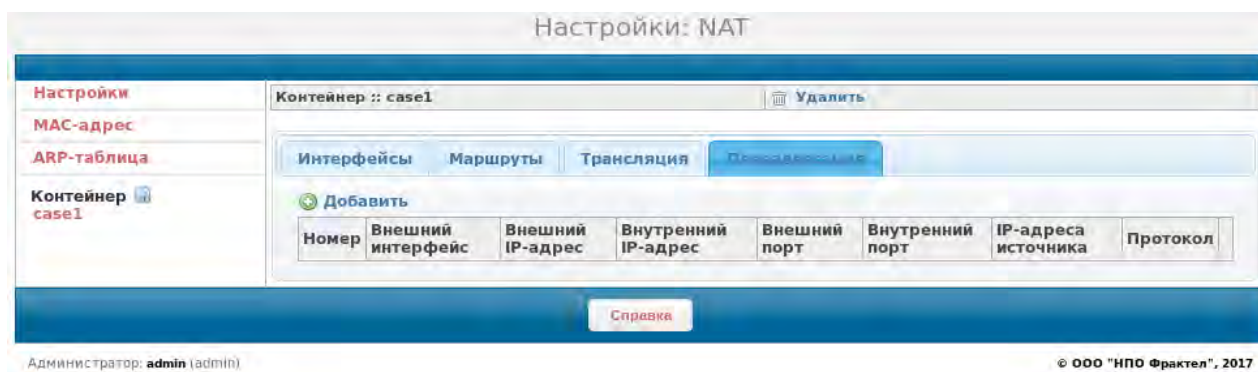 Настройки: NAT
Настройки
MAC-адрес
ARP-таблица
Контейнер
case1
Контейнер :: case1
Удалить
Интерфейсы Маршруты Трансляция
Добавить
Номер Внешний интерфейс Внешний IP-адрес Внутренний IP-адрес Внешний порт Внутренний порт IP-адреса источника Протокол
Справка
Администратор: admin (admin)
© ООО "НПО Фрактел", 2017